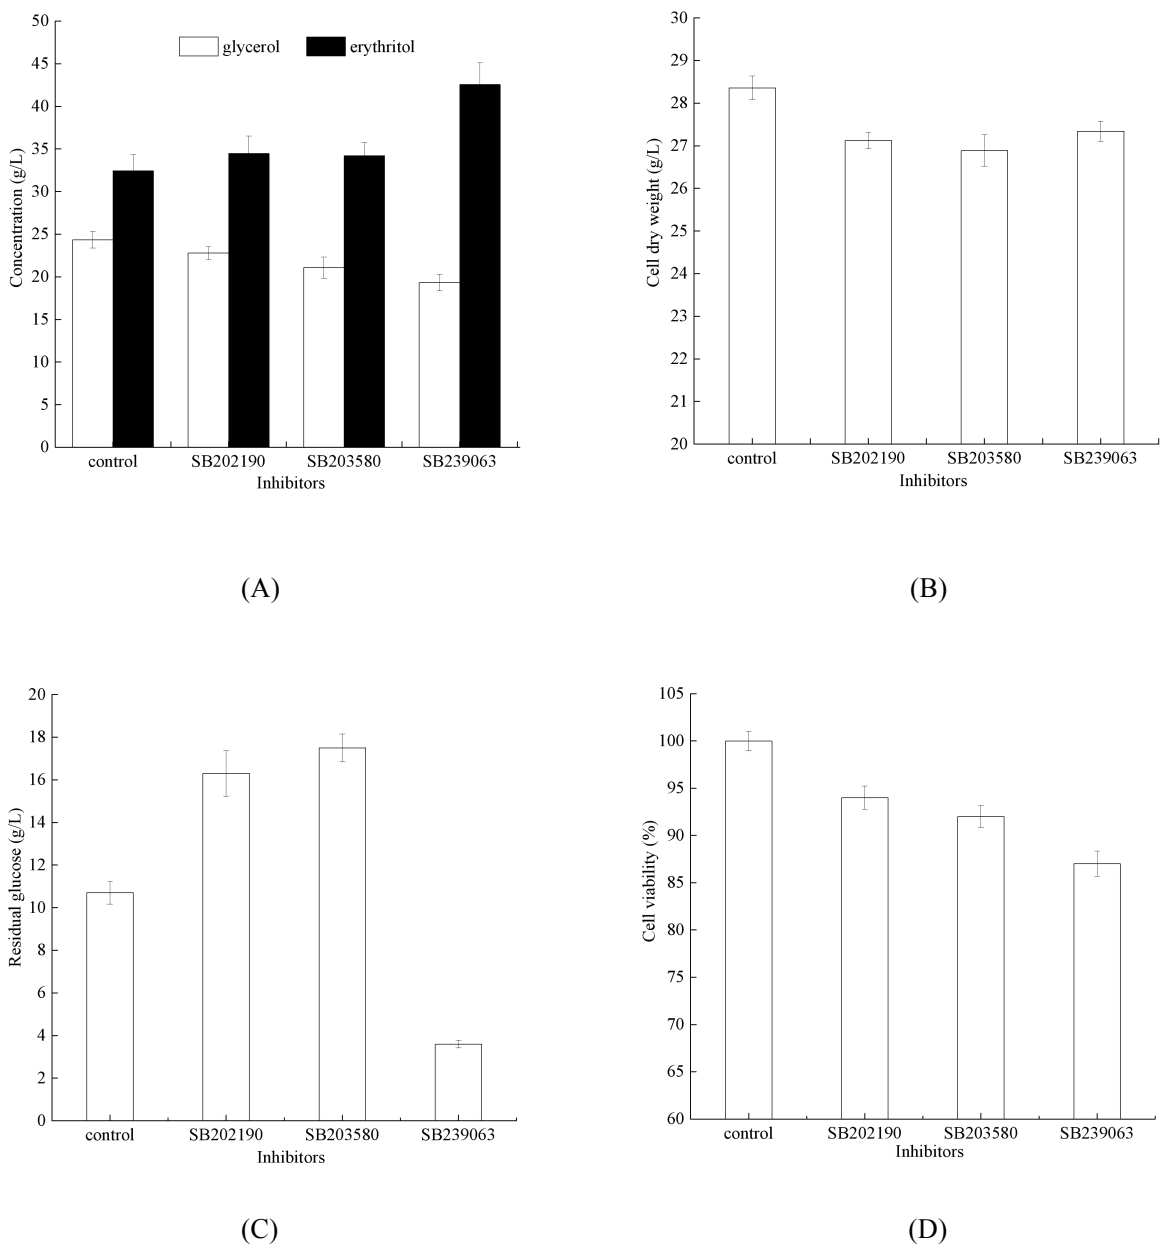 50
45
40
35
30
25
20
15
10
5
0
Concentration (g/L)
glycerol erythritol
control SB202190 SB203580 SB239063
Inhibitors
(A)
30
29
28
27
26
25
24
23
22
21
20
Cell dry weight (g/L)
control SB202190 SB203580 SB239063
Inhibitors
(B)
20
18
16
14
12
10
8
6
4
2
0
Residual glucose (g/L)
control SB202190 SB203580 SB239063
Inhibitors
(C)
105
100
95
90
85
80
75
70
65
60
Cell viability (%)
control SB202190 SB203580 SB239063
Inhibitors
(D)